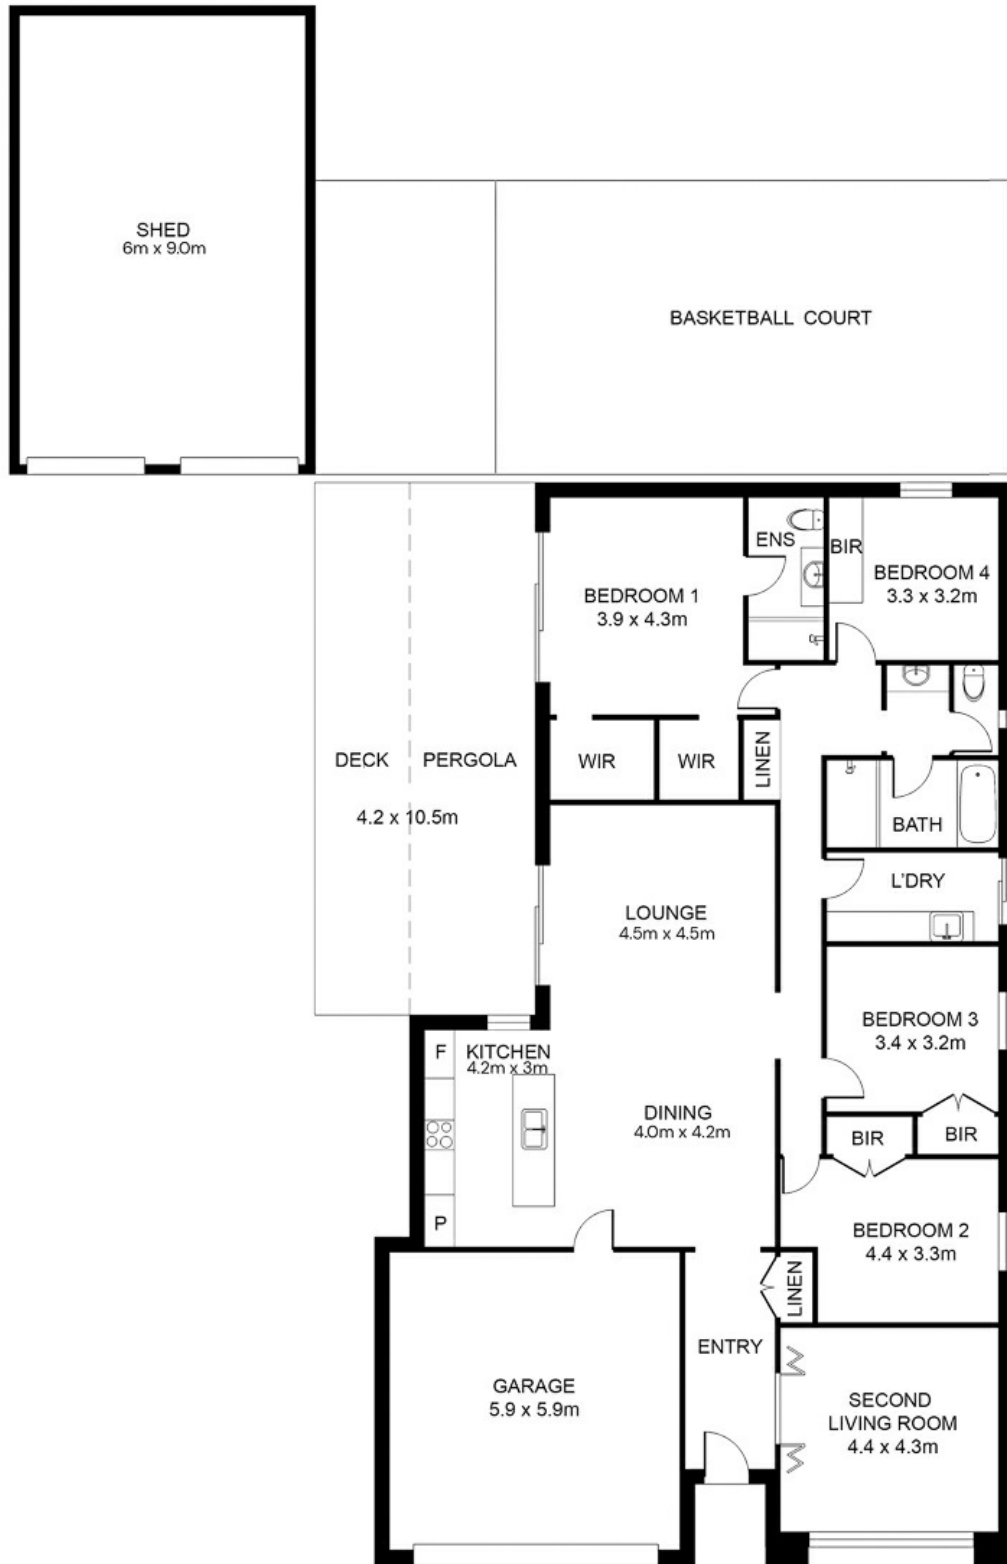 SHED
6m x 9.0m
BASKETBALL COURT
ENS
BIR
BEDROOM 4
3.3 x 3.2m
BEDROOM 1
3.9 x 4.3m
DECK
PERGOLA
4.2 x 10.5m
WIR
WIR
LINEN
BATH
L'DRY
LOUNGE
4.5m x 4.5m
BEDROOM 3
3.4 x 3.2m
F
KITCHEN
4.2m x 3m
DINING
4.0m x 4.2m
BIR
BIR
P
BEDROOM 2
4.4 x 3.3m
LINEN
ENTRY
GARAGE
5.9 x 5.9m
SECOND
LIVING ROOM
4.4 x 4.3m